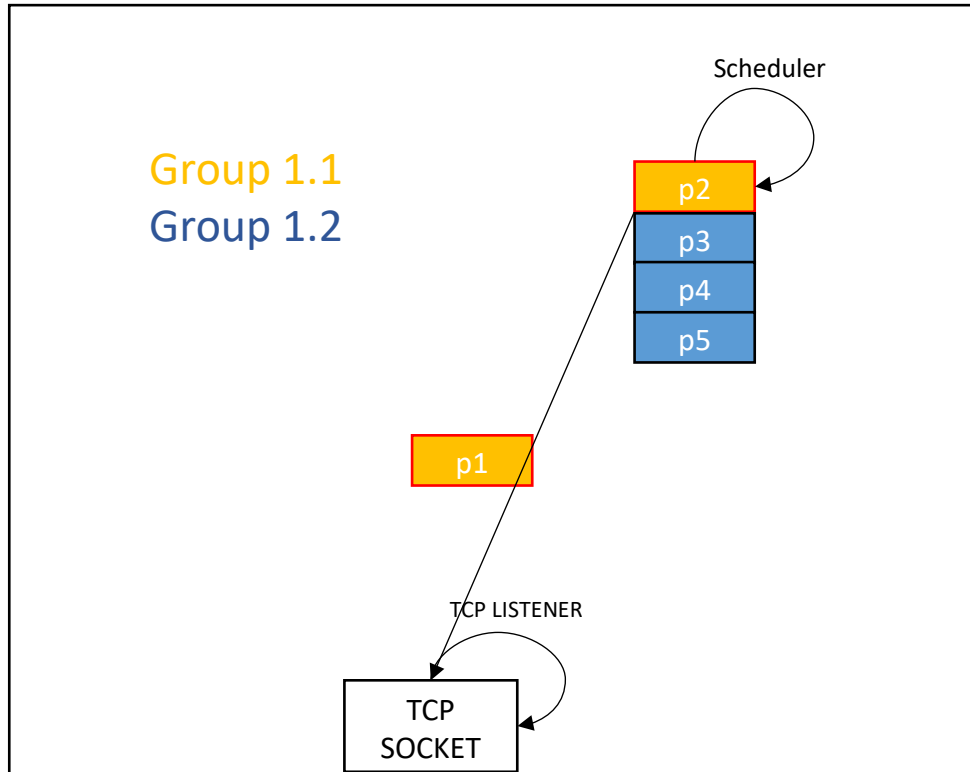 Scheduler
Group 1.1
Group 1.2
p2
p3
p4
p5
p1
TCP LISTENER
TCP
SOCKET